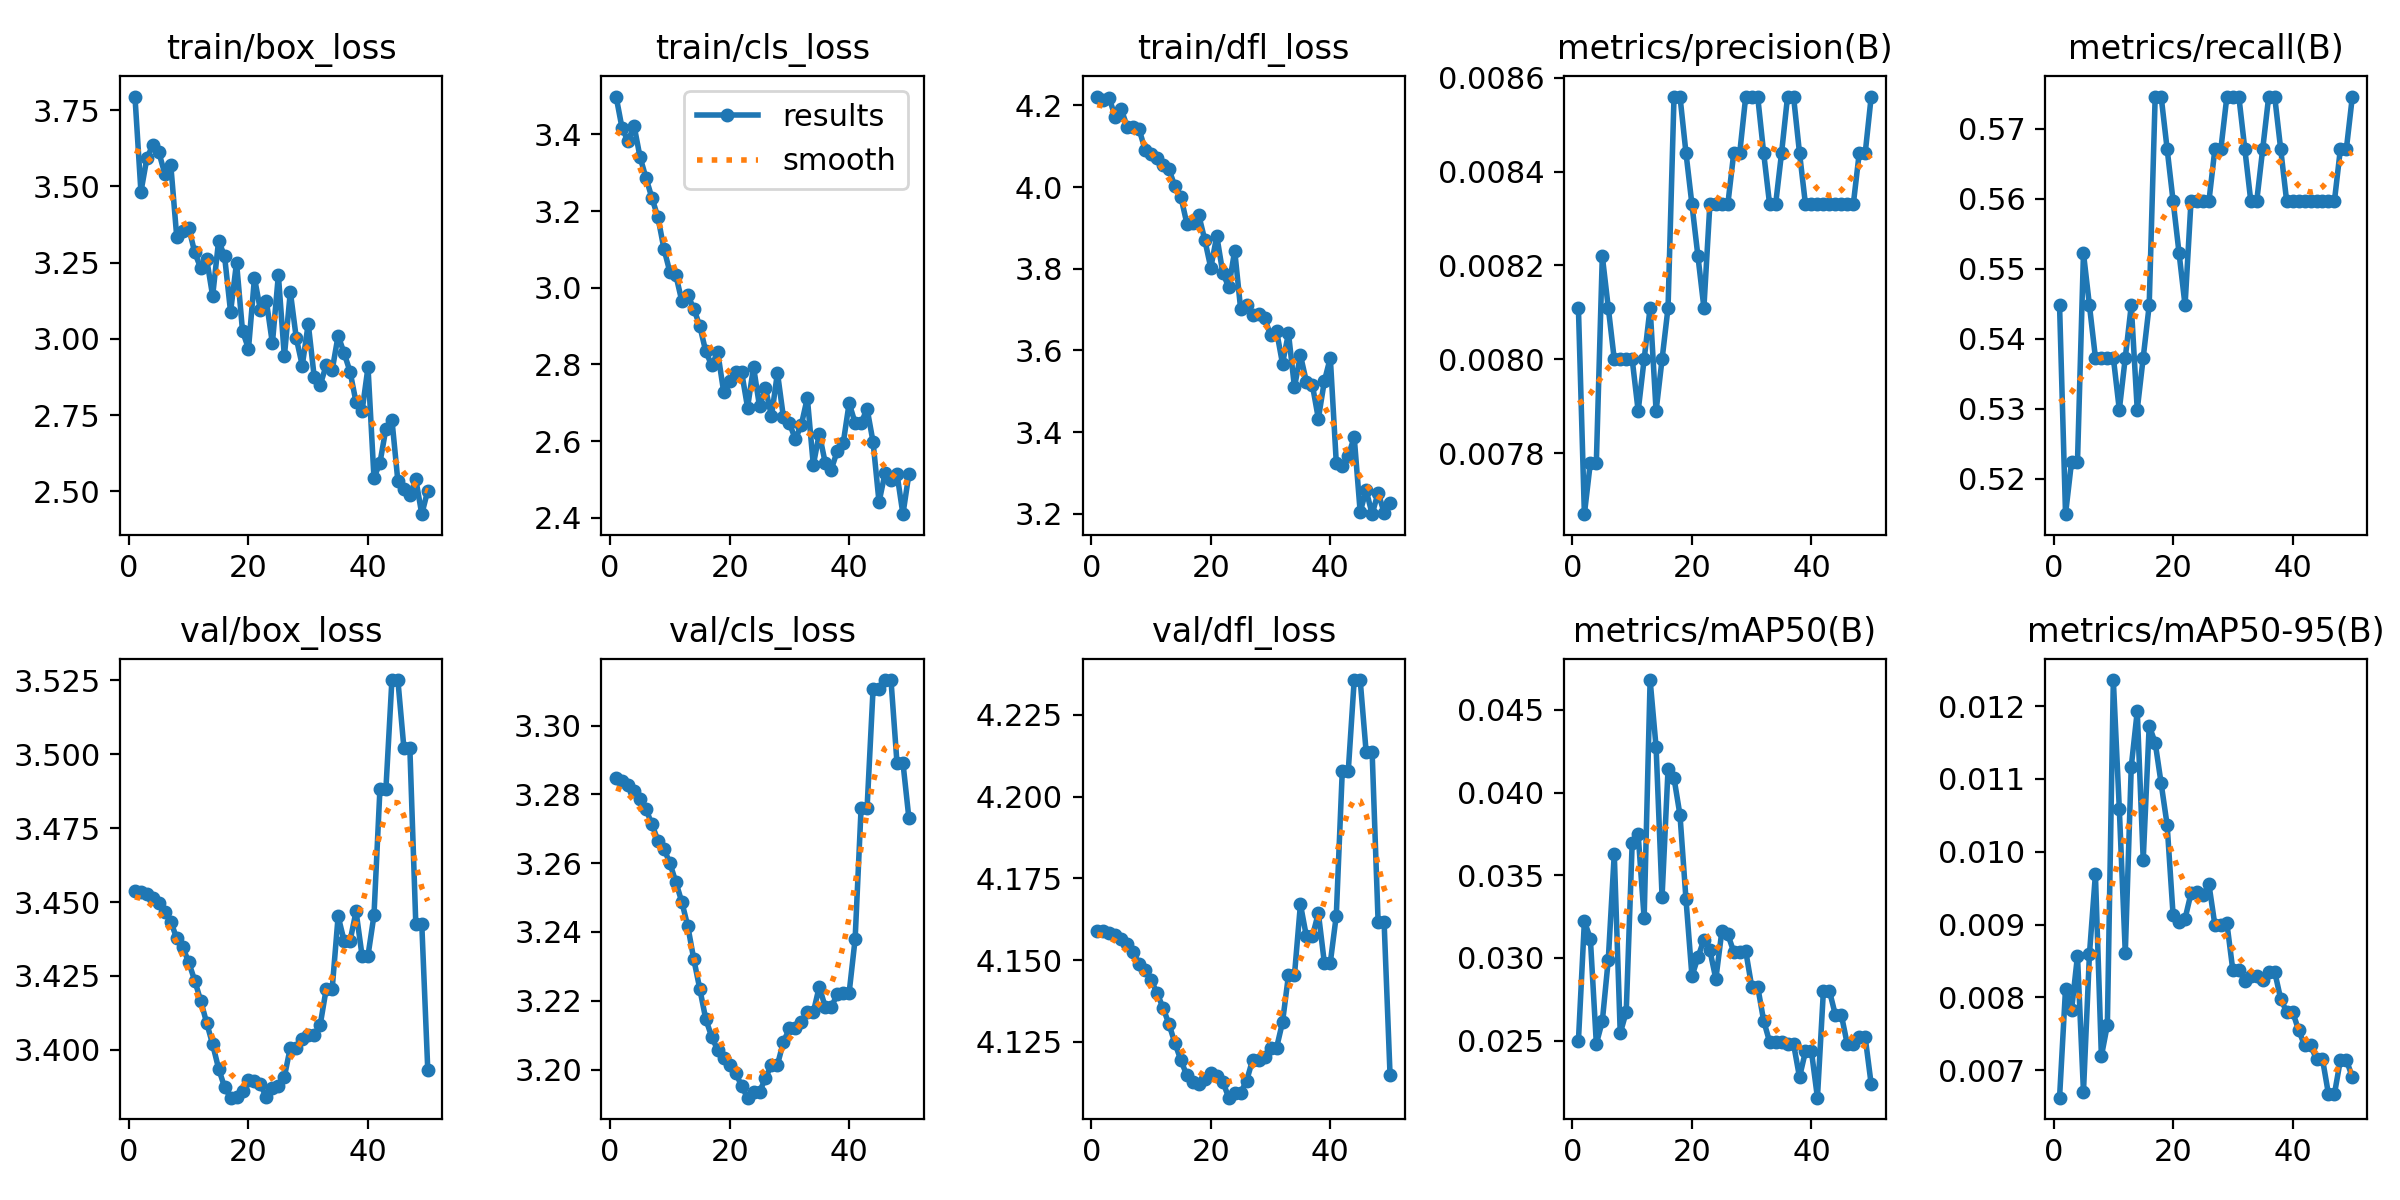 train/box_loss
3.75
3.50
3.25
3.00
2.75
2.50
0 20 40
train/cls_loss
results
smooth
3.4
3.2
3.0
2.8
2.6
2.4
0 20 40
train/dfl_loss
4.2
4.0
3.8
3.6
3.4
3.2
0 20 40
metrics/precision(B)
0.0086
0.0084
0.0082
0.0080
0.0078
0 20 40
metrics/recall(B)
0.57
0.56
0.55
0.54
0.53
0.52
0 20 40
val/box_loss
3.525
3.500
3.475
3.450
3.425
3.400
0 20 40
val/cls_loss
3.30
3.28
3.26
3.24
3.22
3.20
0 20 40
val/dfl_loss
4.225
4.200
4.175
4.150
4.125
0 20 40
metrics/mAP50(B)
0.045
0.040
0.035
0.030
0.025
0 20 40
metrics/mAP50-95(B)
0.012
0.011
0.010
0.009
0.008
0.007
0 20 40